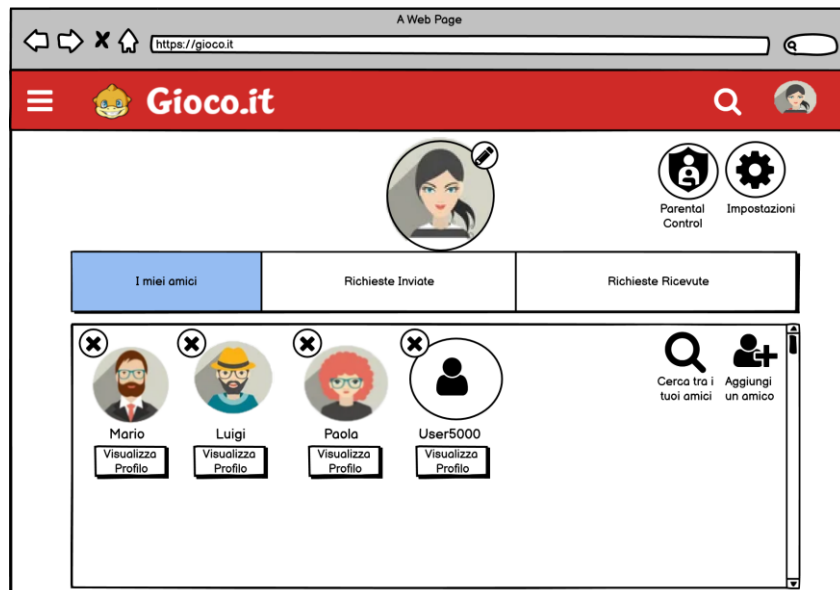 A Web Page
https://gioco.it
Gioco.it
Parental
Control
Impostazioni
I miei amici
Richieste Inviate
Richieste Ricevute
Cerca tra i
tuoi amici
Aggiungi
un amico
Mario
Luigi
Paola
User5000
Visualizza
Profilo
Visualizza
Profilo
Visualizza
Profilo
Visualizza
Profilo